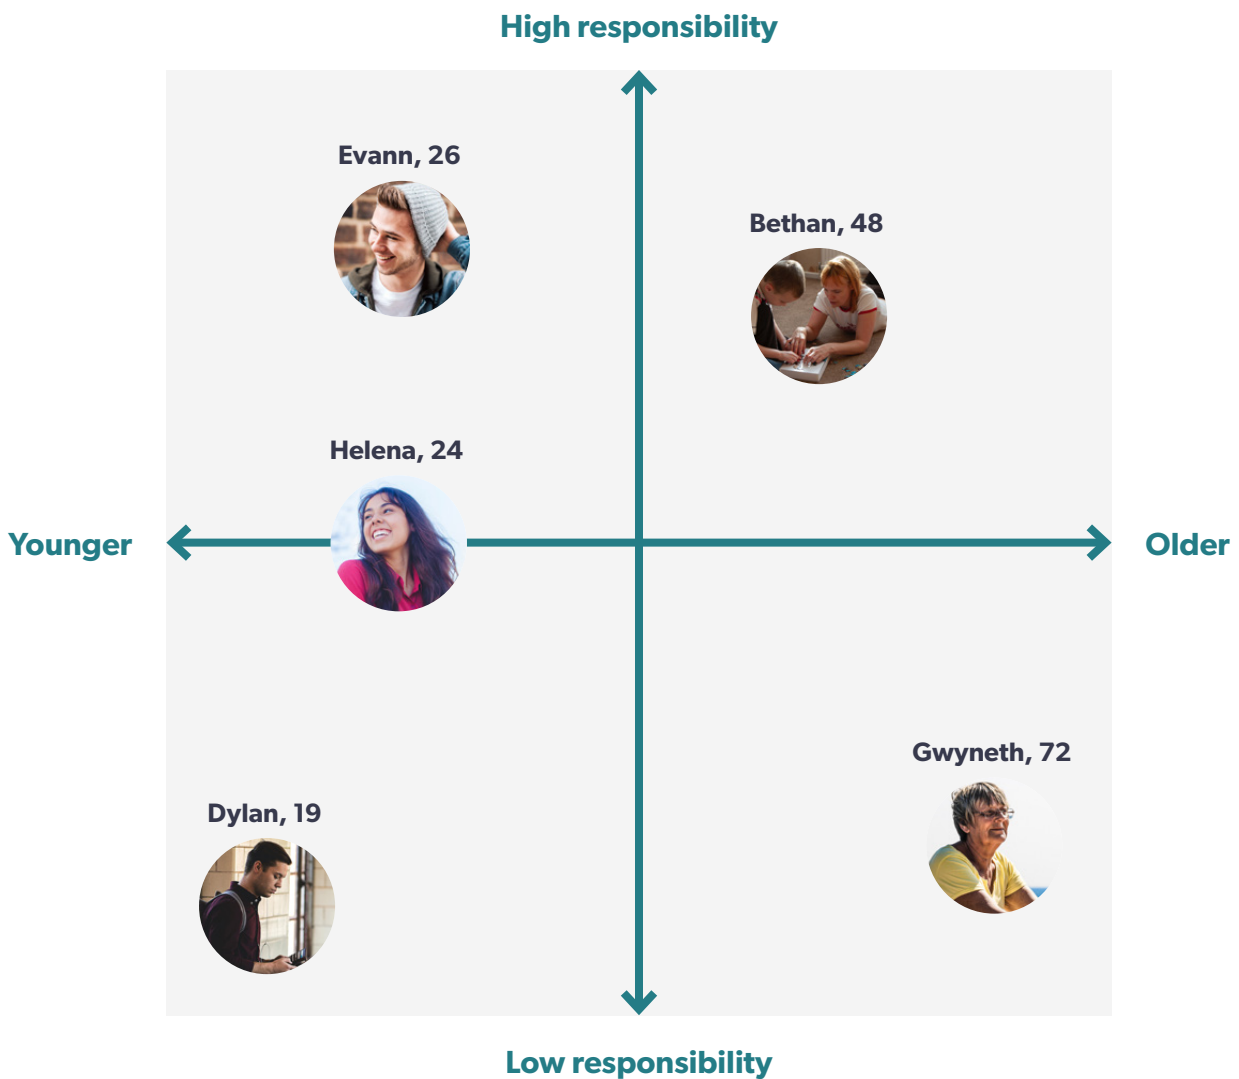 High responsibility
Evann, 26
Bethan, 48
Helena, 24
Younger
Older
Gwyneth, 72
Dylan, 19
Low responsibility